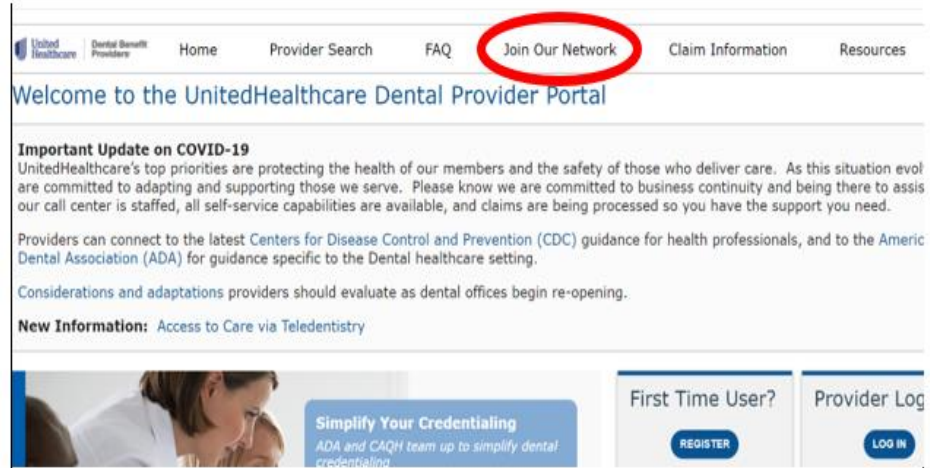 United Healthcare | Dental Benefit Providers Home Provider Search FAQ Join Our Network Claim Information Resources
Welcome to the UnitedHealthcare Dental Provider Portal
Important Update on COVID-19
UnitedHealthcare's top priorities are protecting the health of our members and the safety of those who deliver care. As this situation evol
are committed to adapting and supporting those we serve. Please know we are committed to business continuity and being there to assis
our call center is staffed, all self-service capabilities are available, and claims are being processed so you have the support you need.
Providers can connect to the latest Centers for Disease Control and Prevention (CDC) guidance for health professionals, and to the Americ
Dental Association (ADA) for guidance specific to the Dental healthcare setting.
Considerations and adaptations providers should evaluate as dental offices begin re-opening.
New Information: Access to Care via Teledentistry
Simplify Your Credentialing
ADA and CAQH team up to simplify dental
credentialing
First Time User?
REGISTER
Provider Log
LOG IN